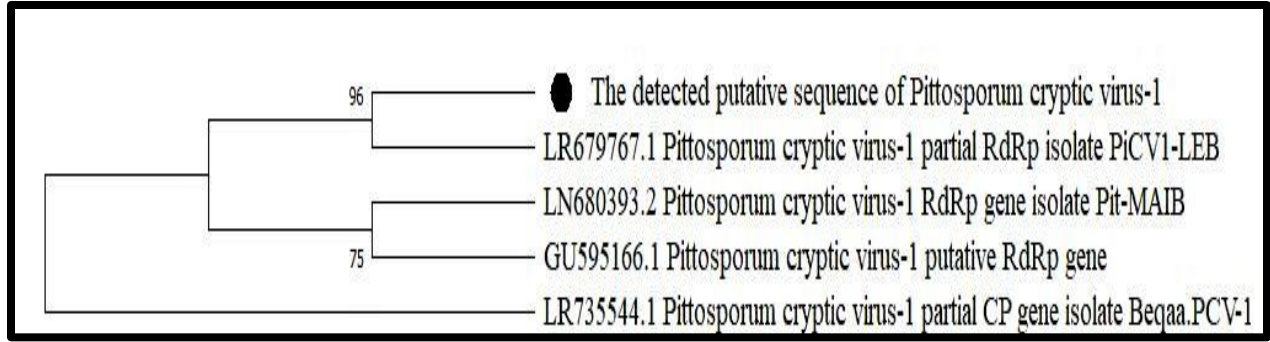 96
The detected putative sequence of Pittosporum cryptic virus-1
LR679767.1 Pittosporum cryptic virus-1 partial RdRp isolate PiCV1-LEB
LN680393.2 Pittosporum cryptic virus-1 RdRp gene isolate Pit-MAIB
75
GU595166.1 Pittosporum cryptic virus-1 putative RdRp gene
LR735544.1 Pittosporum cryptic virus-1 partial CP gene isolate Beqaa.PCV-1